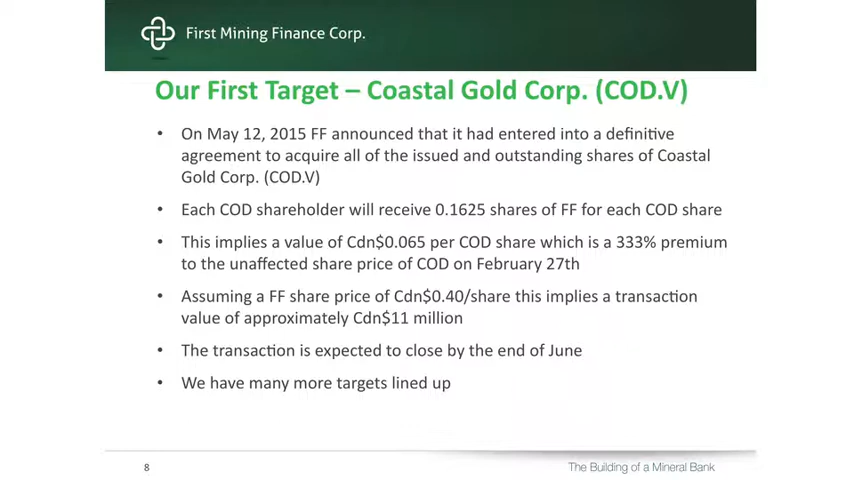 First Mining Finance Corp.
Our First Target – Coastal Gold Corp. (COD.V)
• On May 12, 2015 FF announced that it had entered into a definitive
agreement to acquire all of the issued and outstanding shares of Coastal
Gold Corp. (COD.V)
• Each COD shareholder will receive 0.1625 shares of FF for each COD share
• This implies a value of Cdn$0.065 per COD share which is a 333% premium
to the unaffected share price of COD on February 27th
• Assuming a FF share price of Cdn$0.40/share this implies a transaction
value of approximately Cdn$11 million
• The transaction is expected to close by the end of June
• We have many more targets lined up
8
The Building of a Mineral Bank